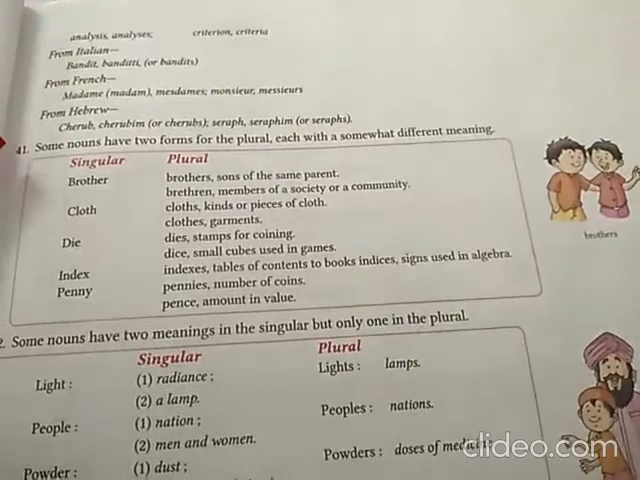 analysis, analyses; criterion, criteria
From Italian—
Bandit, banditti, (or bandits)
From French—
Madame (madam), mesdames; monsieur, messieurs
From Hebrew—
Cherub, cherubim (or cherubs); seraph, seraphim (or seraphs).
41. Some nouns have two forms for the plural, each with a somewhat different meaning.
Singular Plural
Brother brothers, sons of the same parent.
brethren, members of a society or a community.
Cloth cloths, kinds or pieces of cloth.
clothes, garments.
Die dies, stamps for coining.
dice, small cubes used in games.
Index indexes, tables of contents to books indices, signs used in algebra.
Penny pennies, number of coins.
pence, amount in value.
brothers
2. Some nouns have two meanings in the singular but only one in the plural.
Singular Plural
Light : (1) radiance ; Lights : lamps.
(2) a lamp.
People : (1) nation ; Peoples : nations.
(2) men and women.
Powder : (1) dust ; Powders : doses of
clideo.com